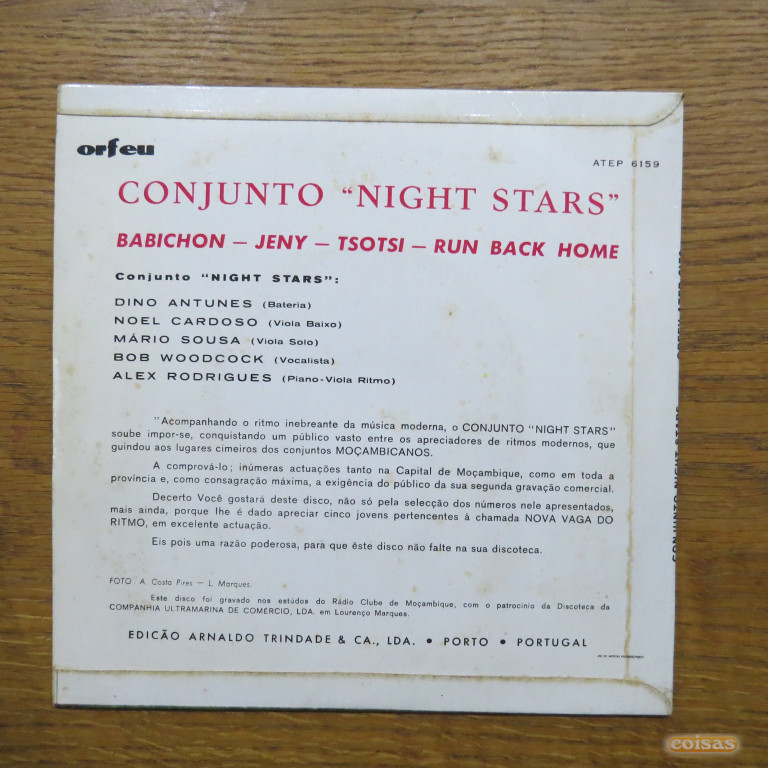 orfeu
ATEP 6159
CONJUNTO "NIGHT STARS"
BABICHON — JENY — TSOTSI — RUN BACK HOME
Conjunto "NIGHT STARS":
DINO ANTUNES (Bateria)
NOEL CARDOSO (Viola Baixo)
MÁRIO SOUSA (Viola Solo)
BOB WOODCOCK (Vocalista)
ALEX RODRIGUES (Piano-Viola Ritmo)
"Acompanhando o ritmo inebreante da música moderna, o CONJUNTO "NIGHT STARS"
soube impor-se, conquistando um público vasto entre os apreciadores de ritmos modernos, que
guindou aos lugares cimeiros dos conjuntos MOÇAMBICANOS.
A comprová-lo; inúmeras actuações tanto na Capital de Moçambique, como em toda a
província e, como consagração máxima, a exigência do público da sua segunda gravação comercial.
Decerto Você gostará deste disco, não só pela selecção dos números nele apresentados,
mais ainda, porque lhe é dado apreciar cinco jovens pertencentes à chamada NOVA VAGA DO
RITMO, em excelente actuação.
Eis pois uma razão poderosa, para que êste disco não falte na sua discoteca.
FOTO: A. Costa Pires — L. Marques.
Este disco foi gravado nos estúdos do Rádio Clube de Moçambique, com o patrocinio da Discoteca da
COMPANHIA ULTRAMARINA DE COMERCIO, LDA. em Lourenço Marques.
EDICÃO ARNALDO TRINDADE & CA., LDA. • PORTO • PORTUGAL
CONJUNTO NIGHT STARS
coisas